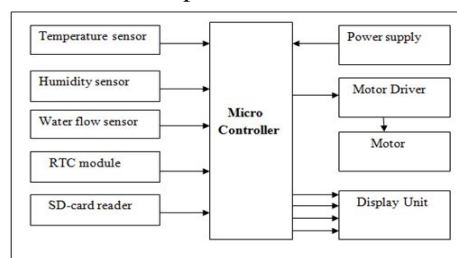 Temperature sensor
Humidity sensor
Water flow sensor
RTC module
SD-card reader
Micro
Controller
Power supply
Motor Driver
Motor
Display Unit